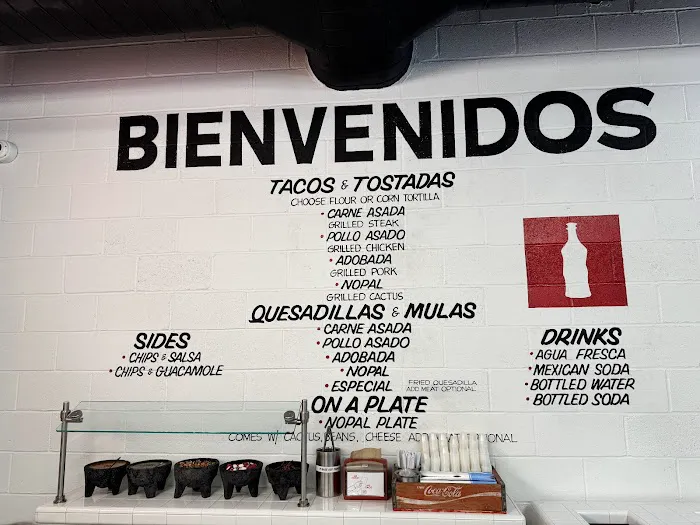 BIENVENIDOS
TACOS & TOSTADAS
CHOOSE FLOUR OR CORN TORTILLA
• CARNE ASADA
GRILLED STEAK
• POLLO ASADO
GRILLED CHICKEN
• ADOBADA
GRILLED PORK
• NOPAL
GRILLED CACTUS
QUESADILLAS & MULAS
• CARNE ASADA
• POLLO ASADO
• ADOBADA
• NOPAL
• ESPECIAL
FRIED QUESADILLA
ADD MEAT OPTIONAL
ON A PLATE
• NOPAL PLATE
COMES W/ CACTUS, BEANS, CHEESE
SIDES
• CHIPS & SALSA
• CHIPS & GUACAMOLE
DRINKS
• AGUA FRESCA
• MEXICAN SODA
• BOTTLED WATER
• BOTTLED SODA
Coca-Cola